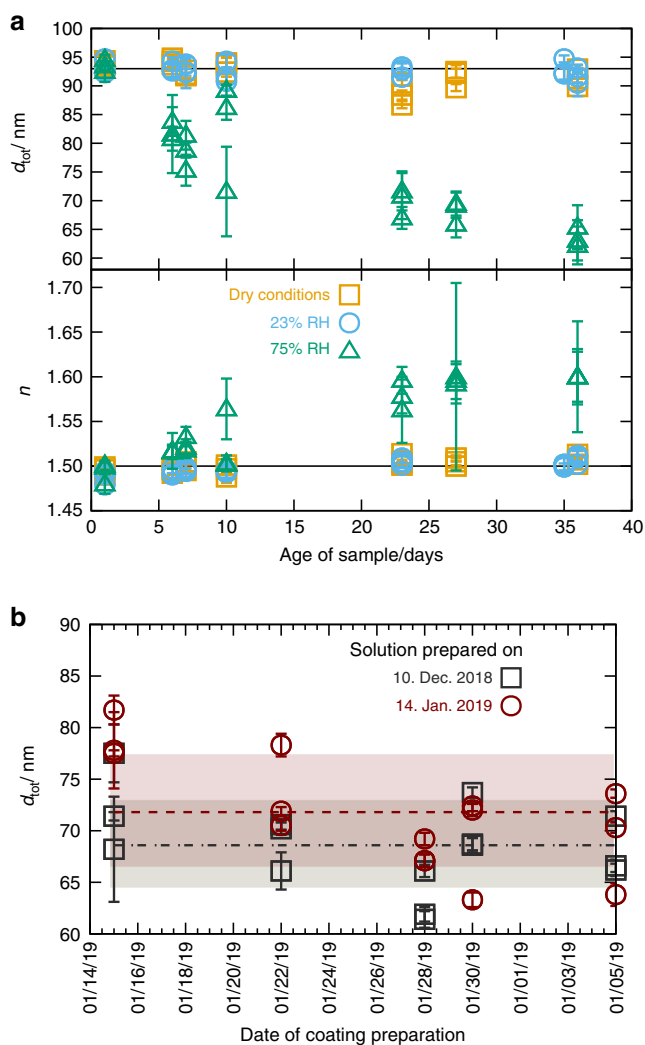 a
100
95
90
85
80
75
70
65
60
d_tot/ nm
1.70
1.60
1.55
1.50
1.45
n
Dry conditions
23% RH
75% RH
0 5 10 15 20 25 30 35 40
Age of sample/days
b
90
85
80
75
70
65
60
d_tot/ nm
Solution prepared on
10. Dec. 2018
14. Jan. 2019
01/14/19 01/16/19 01/18/19 01/20/19 01/22/19 01/24/19 01/26/19 01/28/19 01/30/19 01/01/19 01/03/19 01/05/19
Date of coating preparation